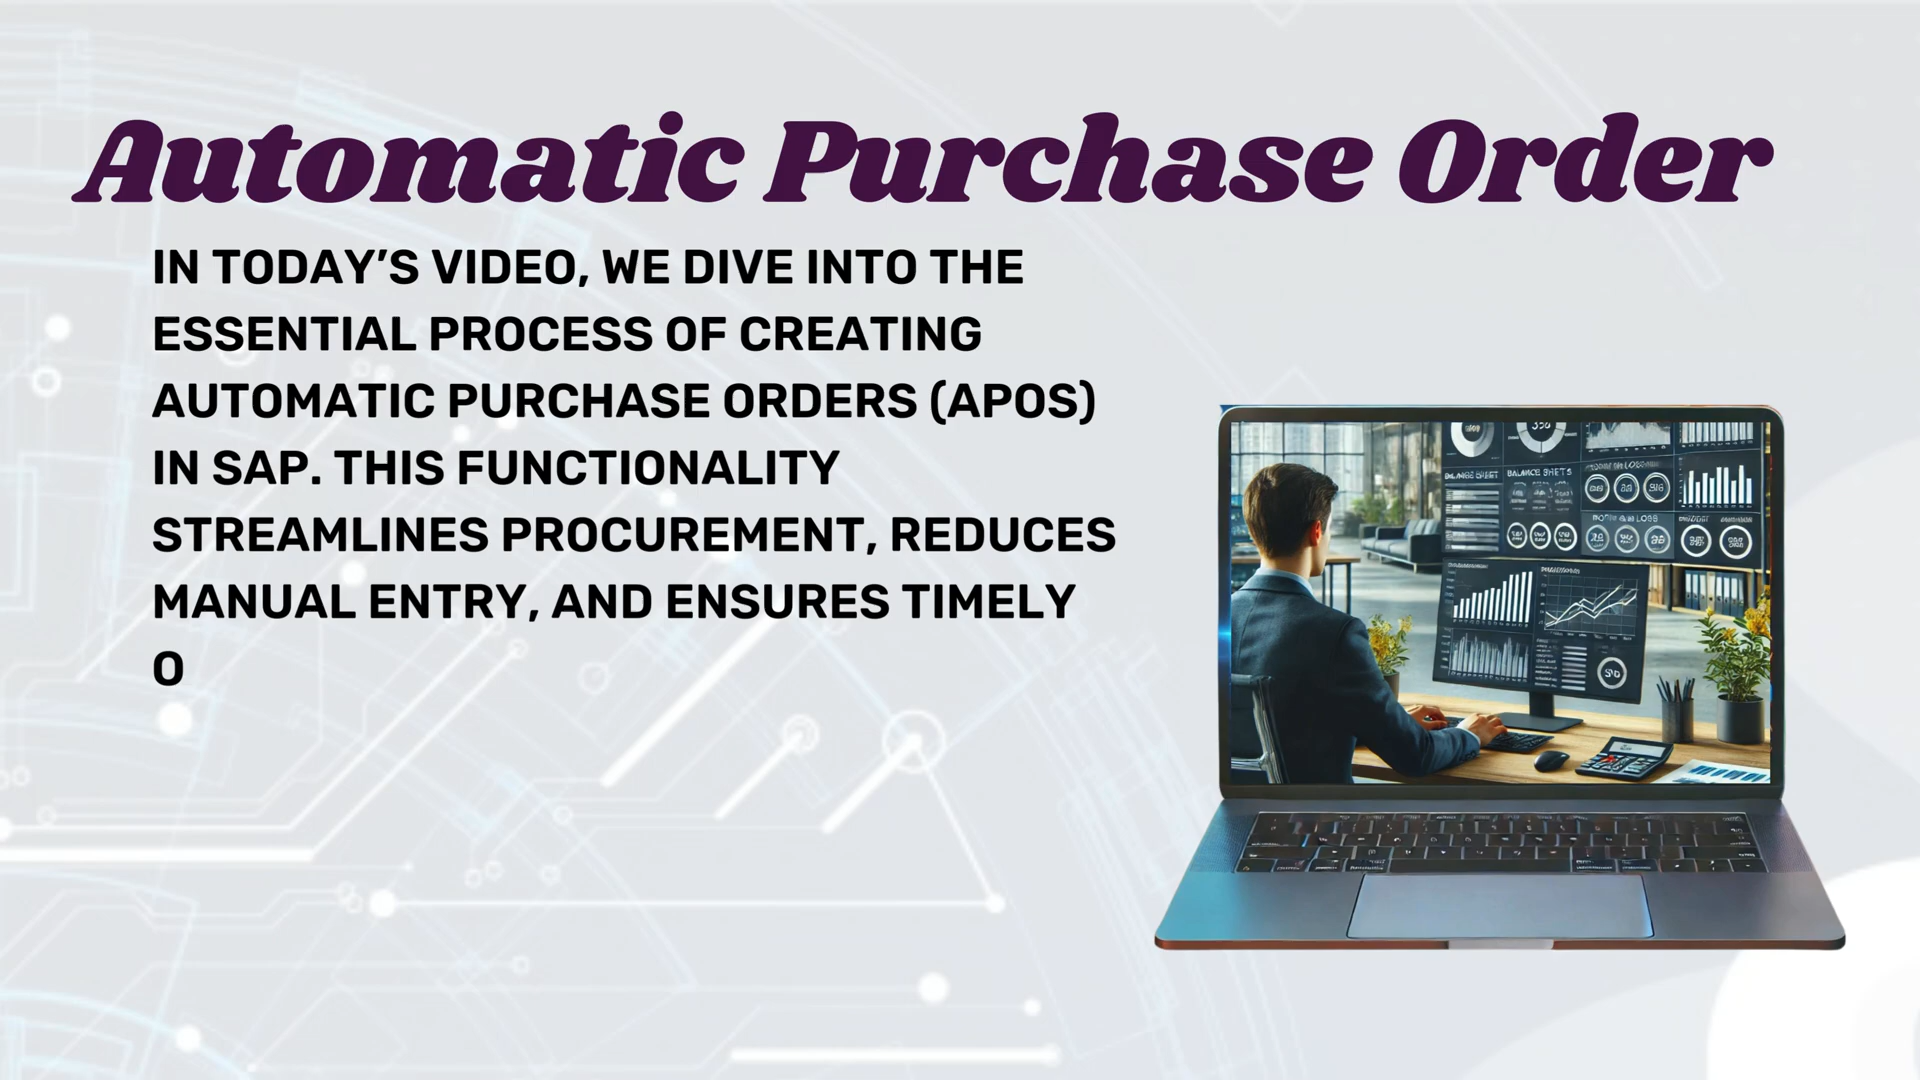 Automatic Purchase Order
IN TODAY’S VIDEO, WE DIVE INTO THE
ESSENTIAL PROCESS OF CREATING
AUTOMATIC PURCHASE ORDERS (APOS)
IN SAP. THIS FUNCTIONALITY
STREAMLINES PROCUREMENT, REDUCES
MANUAL ENTRY, AND ENSURES TIMELY
O